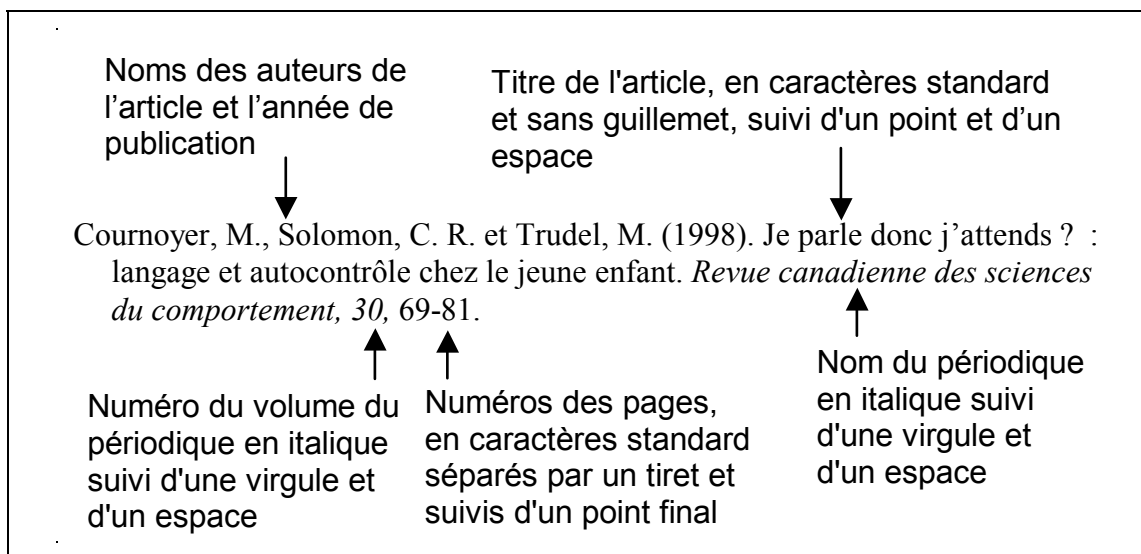 Noms des auteurs de
l’article et l’année de
publication
Titre de l'article, en caractères standard
et sans guillemet, suivi d'un point et d’un
espace
Cournoyer, M., Solomon, C. R. et Trudel, M. (1998). Je parle donc j’attends ? :
langage et autocontrôle chez le jeune enfant. Revue canadienne des sciences
du comportement, 30, 69-81.
Numéro du volume du
périodique en italique
suivi d'une virgule et
d'un espace
Numéros des pages,
en caractères standard
séparés par un tiret et
suivis d'un point final
Nom du périodique
en italique suivi
d'une virgule et
d'un espace